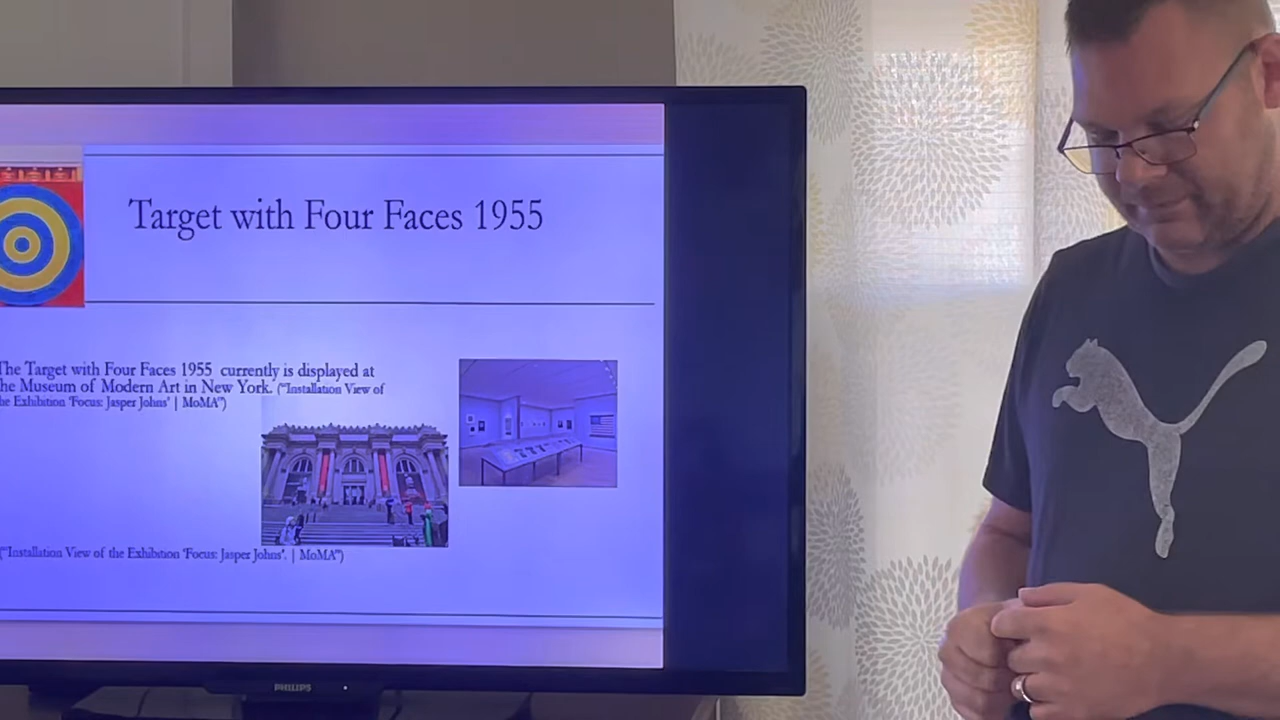 Target with Four Faces 1955
The Target with Four Faces 1955 currently is displayed at
the Museum of Modern Art in New York. ("Installation View of
the Exhibition 'Focus: Jasper Johns' | MoMA")
("Installation View of the Exhibition 'Focus: Jasper Johns'. | MoMA")
PHILIPS